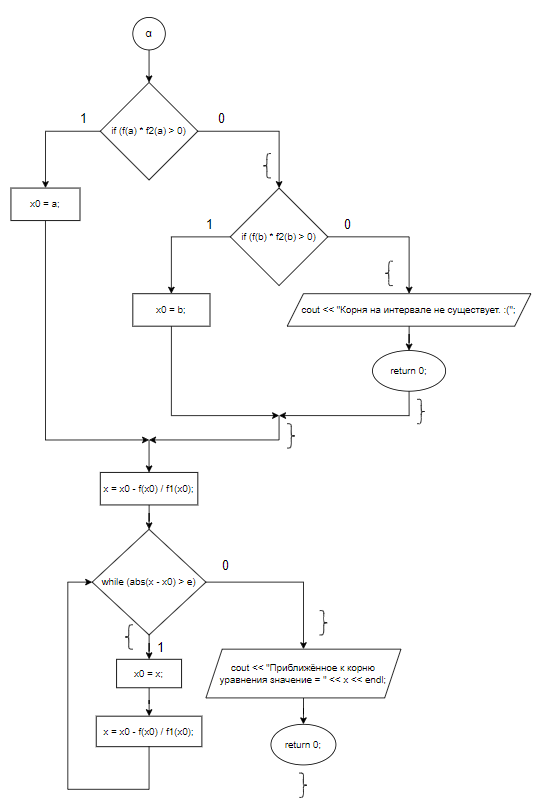 α
if (f(a) * f2(a) > 0)
1
0
{
x0 = a;
if (f(b) * f2(b) > 0)
1
0
{
x0 = b;
cout << "Корня на интервале не существует. :(";
return 0;
}
}
x = x0 - f(x0) / f1(x0);
while (abs(x - x0) > e)
0
{
1
}
x0 = x;
cout << "Приближённое к корню
уравнения значение = " << x << endl;
x = x0 - f(x0) / f1(x0);
return 0;
}